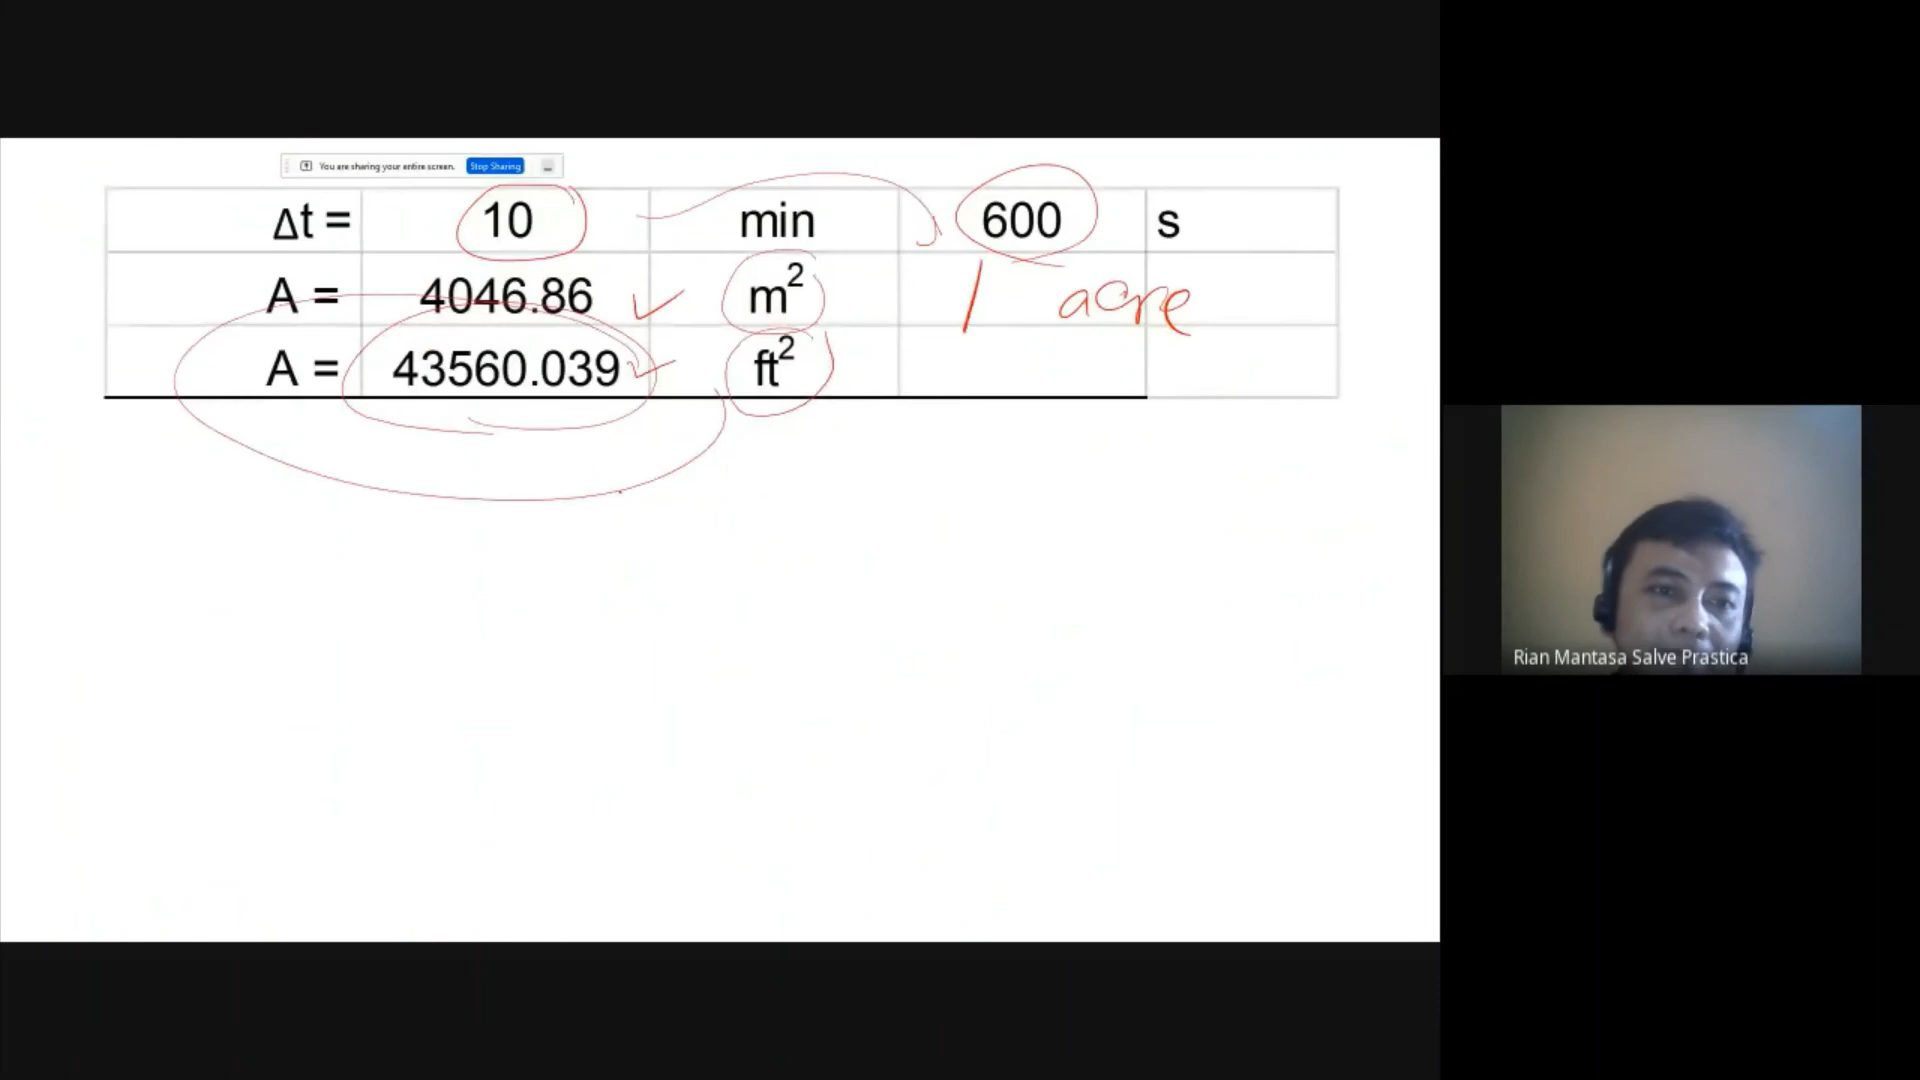 You are sharing your entire screen. Stop Sharing
Δt = 10 min 600 s
A = 4046.86 m² 1 acre
A = 43560.039 ft²
Rian Mantasa Salve Prastica